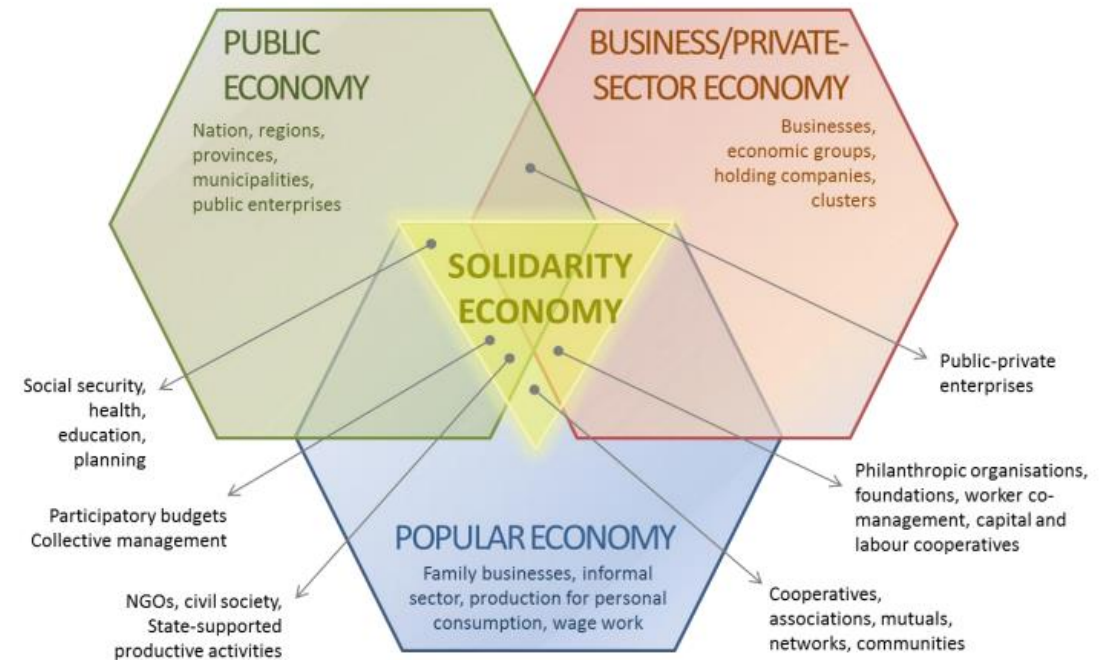 PUBLIC
ECONOMY
Nation, regions,
provinces,
municipalities,
public enterprises
BUSINESS/PRIVATE-
SECTOR ECONOMY
Businesses,
economic groups,
holding companies,
clusters
SOLIDARITY
ECONOMY
Social security,
health,
education,
planning
Public-private
enterprises
Participatory budgets
Collective management
Philanthropic organisations,
foundations, worker co-
management, capital and
labour cooperatives
POPULAR ECONOMY
Family businesses, informal
sector, production for personal
consumption, wage work
NGOs, civil society,
State-supported
productive activities
Cooperatives,
associations, mutuals,
networks, communities